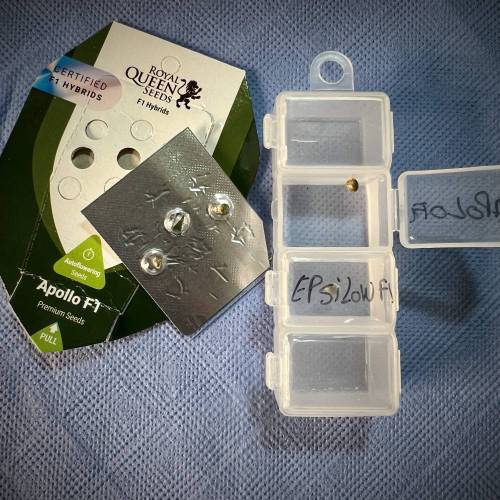 CERTIFIED
F1 HYBRIDS
ROYAL
QUEEN
SEEDS
F1 Hybrids
Autoflowering
Seeds
Apollo F1
Premium Seeds
PULL
EPSiLoN F1